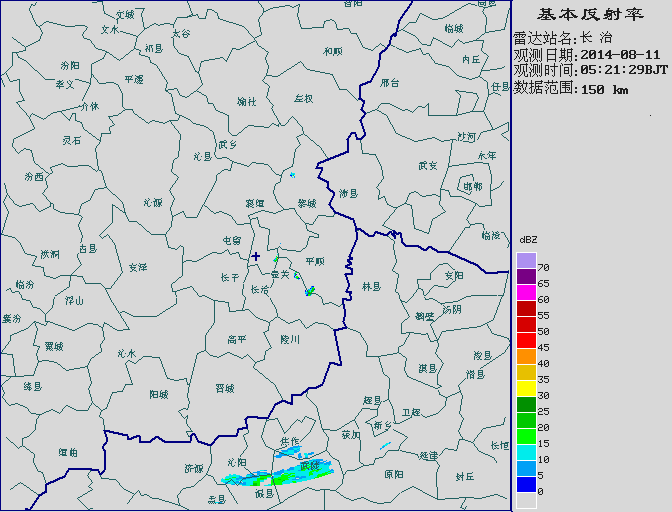 基本反射率
雷达站名:长 治
观测日期:2014-08-11
观测时间:05:21:29BJT
数据范围:150 km
文城
太谷
昔阳
临城
文水
祁县
和顺
内丘
汾阳
平遥
邢台
任县
孝义
介休
榆社
左权
灵石
武乡
沙河
沁县
武安
永年
汾西
邯郸
沁源
襄垣
黎城
涉县
屯留
临漳
洪洞
古县
安泽
平顺
壶关
安阳
临汾
长子
长治
林县
浮山
汤阴
襄汾
鹤壁
翼城
沁水
高平
陵川
浚县
淇县
滑县
绛县
阳城
晋城
辉县
卫辉
新乡
获加
焦作
长垣
垣曲
济源
沁阳
武陟
延津
原阳
封丘
孟县
温县
dBZ
70
65
60
55
50
45
40
35
30
25
20
15
10
5
0